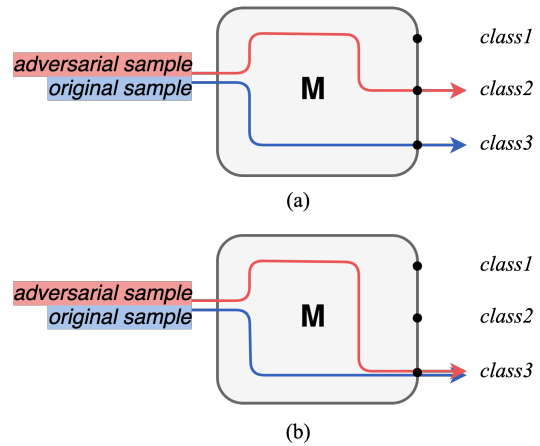 class1
adversarial sample
M
class2
original sample
class3
(a)
class1
adversarial sample
M
class2
original sample
class3
(b)